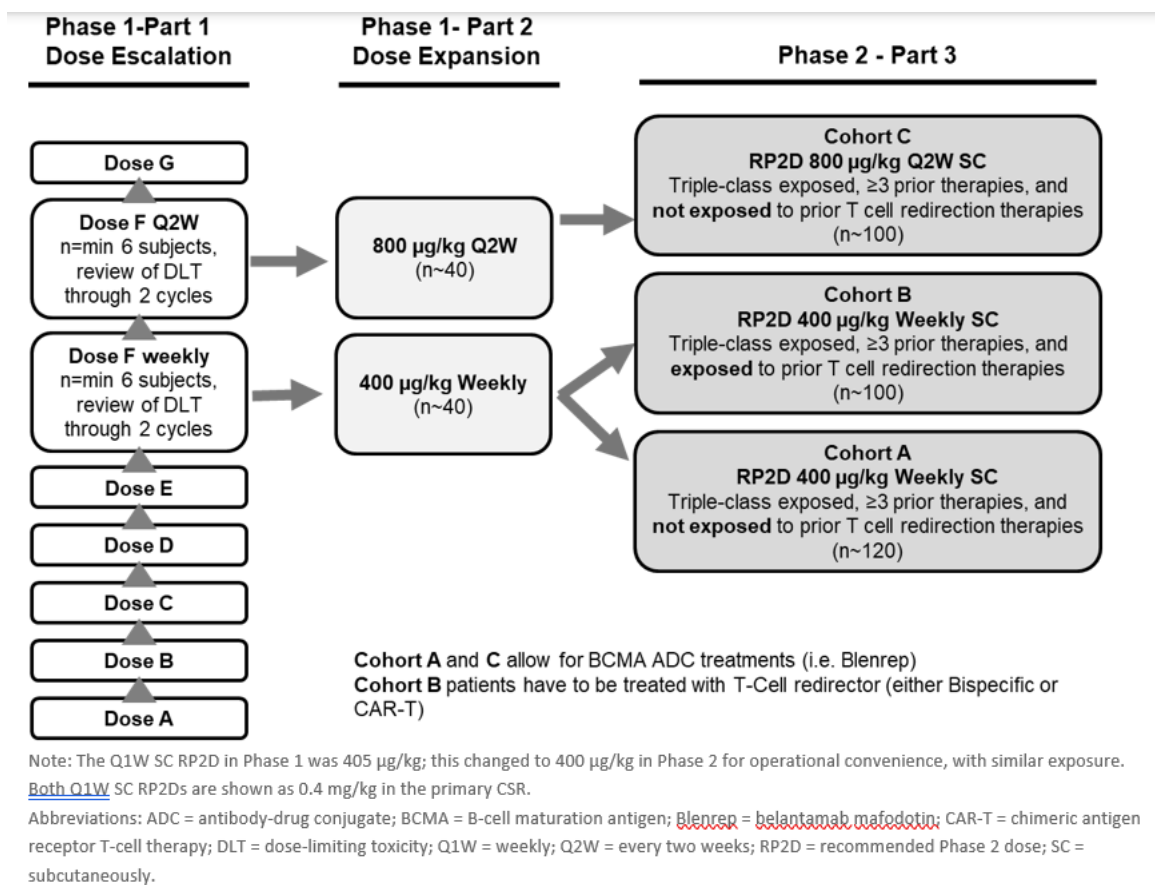 Phase 1-Part 1
Dose Escalation
Phase 1- Part 2
Dose Expansion
Phase 2 - Part 3
Dose G
Dose F Q2W
n=min 6 subjects,
review of DLT
through 2 cycles
Dose F weekly
n=min 6 subjects,
review of DLT
through 2 cycles
Dose E
Dose D
Dose C
Dose B
Dose A
800 µg/kg Q2W
(n~40)
400 µg/kg Weekly
(n~40)
Cohort C
RP2D 800 µg/kg Q2W SC
Triple-class exposed, ≥3 prior therapies, and
not exposed to prior T cell redirection therapies
(n~100)
Cohort B
RP2D 400 µg/kg Weekly SC
Triple-class exposed, ≥3 prior therapies, and
exposed to prior T cell redirection therapies
(n~100)
Cohort A
RP2D 400 µg/kg Weekly SC
Triple-class exposed, ≥3 prior therapies, and
not exposed to prior T cell redirection therapies
(n~120)
Cohort A and C allow for BCMA ADC treatments (i.e. Blenrep)
Cohort B patients have to be treated with T-Cell redirector (either Bispecific or
CAR-T)
Note: The Q1W SC RP2D in Phase 1 was 405 µg/kg; this changed to 400 µg/kg in Phase 2 for operational convenience, with similar exposure.
Both Q1W SC RP2Ds are shown as 0.4 mg/kg in the primary CSR.
Abbreviations: ADC = antibody-drug conjugate; BCMA = B-cell maturation antigen; Blenrep = belantamab mafodotin; CAR-T = chimeric antigen
receptor T-cell therapy; DLT = dose-limiting toxicity; Q1W = weekly; Q2W = every two weeks; RP2D = recommended Phase 2 dose; SC =
subcutaneously.